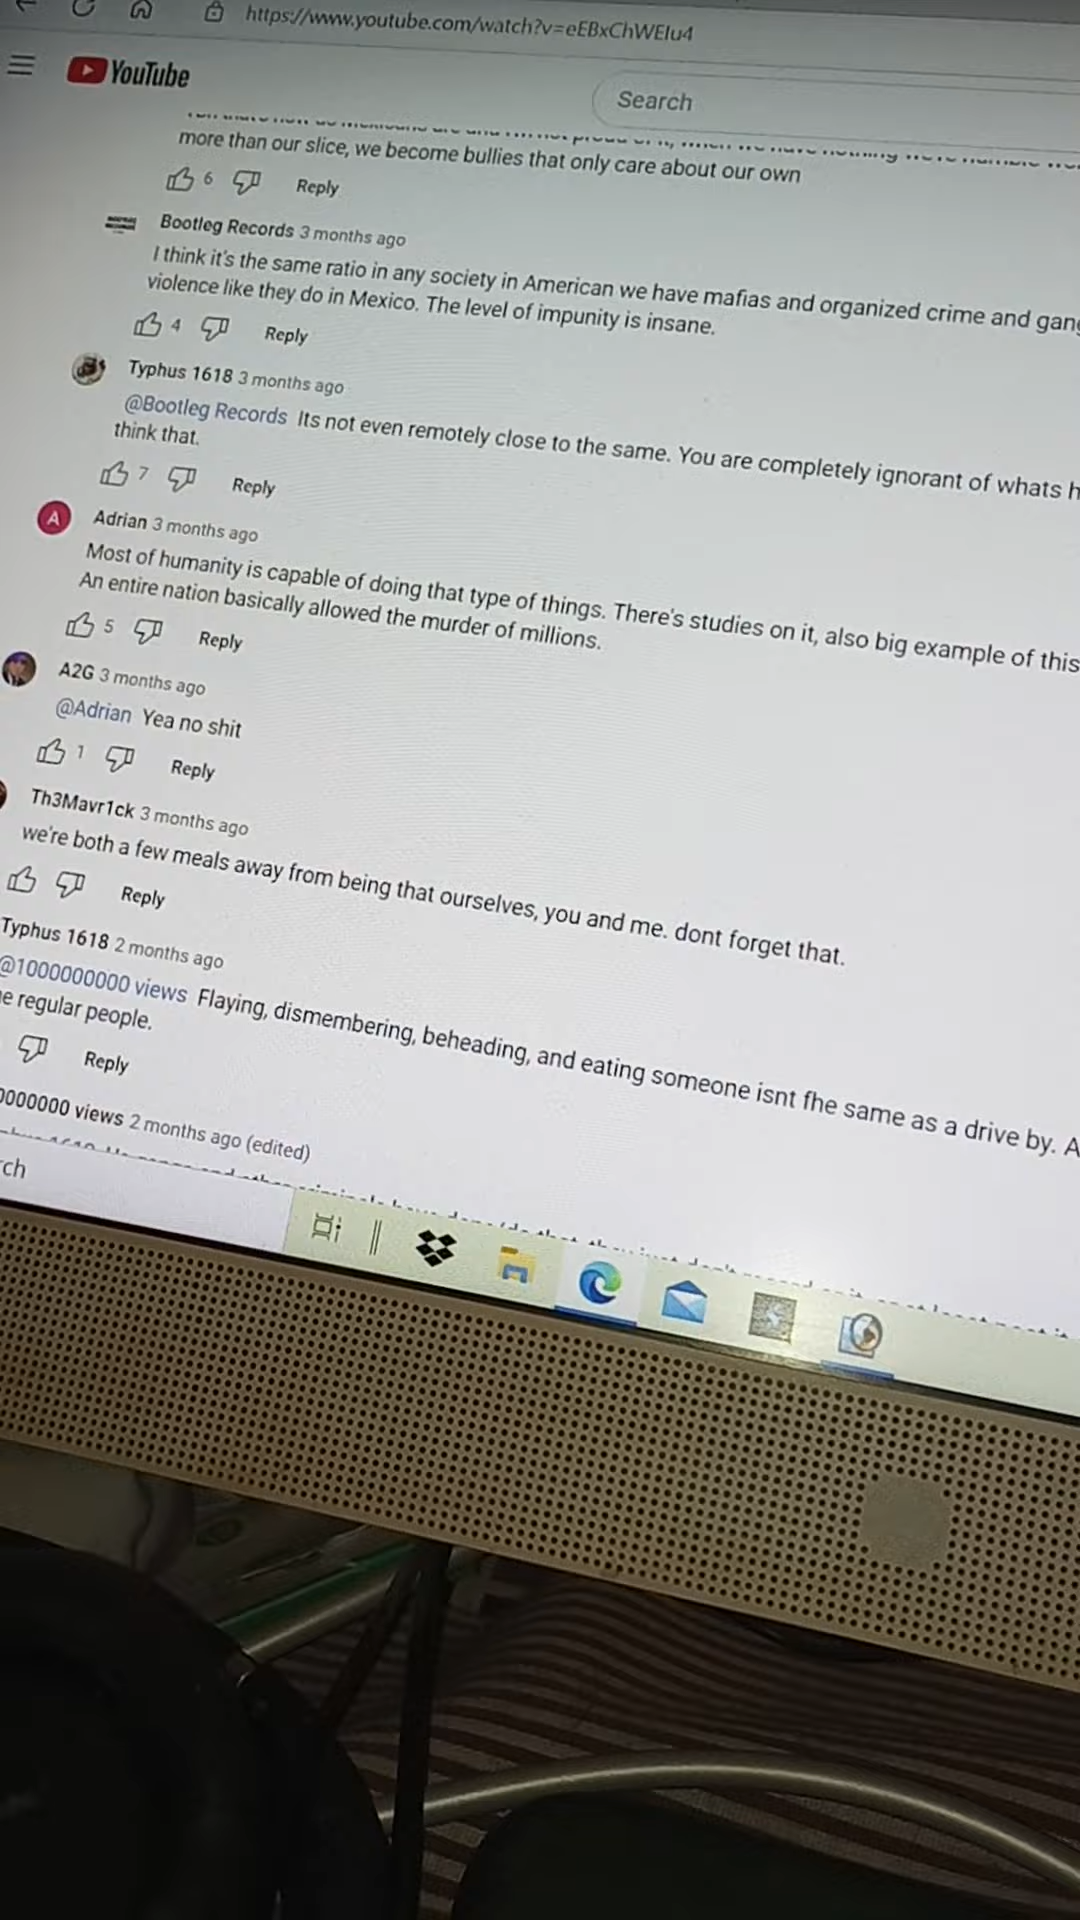 https://www.youtube.com/watch?v=eEBxChWEIu4
YouTube
Search
more than our slice, we become bullies that only care about our own
6 Reply
Bootleg Records 3 months ago
I think it's the same ratio in any society in American we have mafias and organized crime and gang
violence like they do in Mexico. The level of impunity is insane.
4 Reply
Typhus 1618 3 months ago
@Bootleg Records Its not even remotely close to the same. You are completely ignorant of whats h
think that.
7 Reply
A
Adrian 3 months ago
Most of humanity is capable of doing that type of things. There's studies on it, also big example of this
An entire nation basically allowed the murder of millions.
5 Reply
A2G 3 months ago
@Adrian Yea no shit
1 Reply
Th3Mavr1ck 3 months ago
we're both a few meals away from being that ourselves, you and me. dont forget that.
Reply
Typhus 1618 2 months ago
@1000000000 views Flaying, dismembering, beheading, and eating someone isnt fhe same as a drive by. A
e regular people.
Reply
0000000 views 2 months ago (edited)
rch